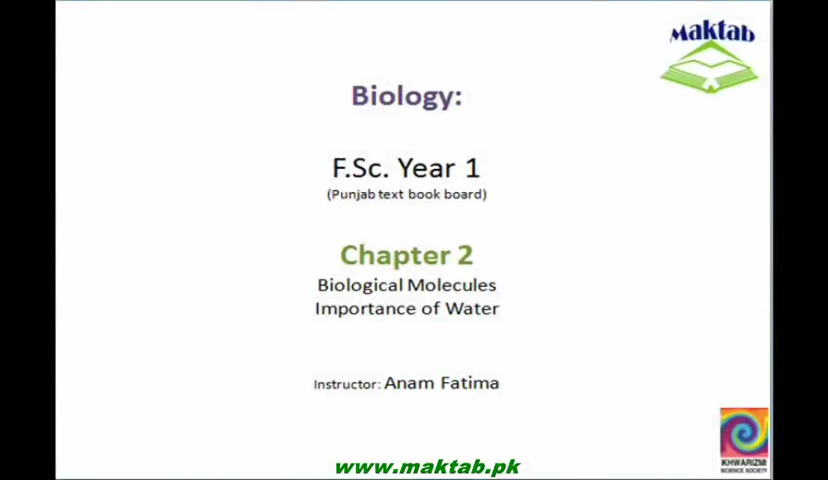 Maktab
Biology:
F.Sc. Year 1
(Punjab text book board)
Chapter 2
Biological Molecules
Importance of Water
Instructor: Anam Fatima
KHWARIZMI
SCIENCE SOCIETY
www.maktab.pk